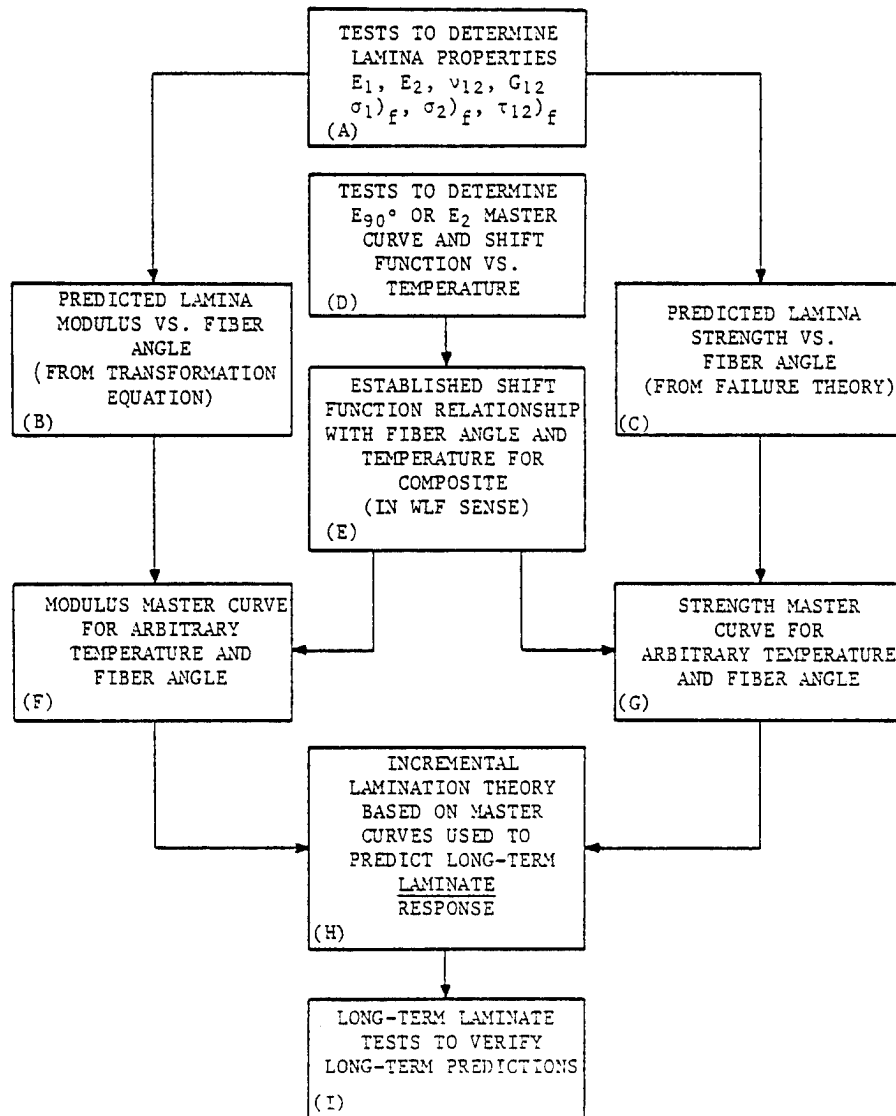 TESTS TO DETERMINE
LAMINA PROPERTIES
E1, E2, ν12, G12
σ1)f, σ2)f, τ12)f
(A)
TESTS TO DETERMINE
E90° OR E2 MASTER
CURVE AND SHIFT
FUNCTION VS.
TEMPERATURE
(D)
PREDICTED LAMINA
MODULUS VS. FIBER
ANGLE
(FROM TRANSFORMATION
EQUATION)
(B)
ESTABLISHED SHIFT
FUNCTION RELATIONSHIP
WITH FIBER ANGLE AND
TEMPERATURE FOR
COMPOSITE
(IN WLF SENSE)
(E)
PREDICTED LAMINA
STRENGTH VS.
FIBER ANGLE
(FROM FAILURE THEORY)
(C)
MODULUS MASTER CURVE
FOR ARBITRARY
TEMPERATURE AND
FIBER ANGLE
(F)
STRENGTH MASTER
CURVE FOR
ARBITRARY TEMPERATURE
AND FIBER ANGLE
(G)
INCREMENTAL
LAMINATION THEORY
BASED ON MASTER
CURVES USED TO
PREDICT LONG-TERM
LAMINATE
RESPONSE
(H)
LONG-TERM LAMINATE
TESTS TO VERIFY
LONG-TERM PREDICTIONS
(I)